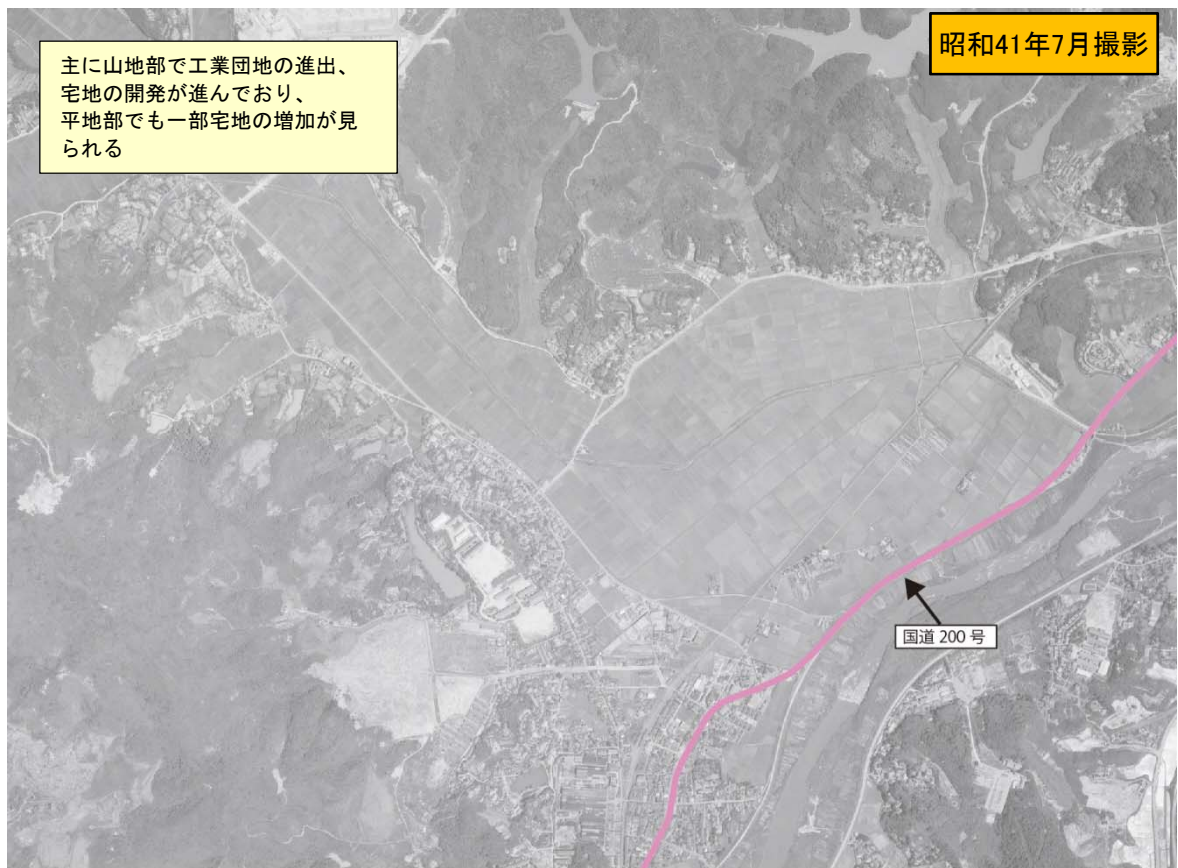 主に山地部で工業団地の進出、
宅地の開発が進んでおり、
平地部でも一部宅地の増加が見
られる
昭和41年7月撮影
国道200号